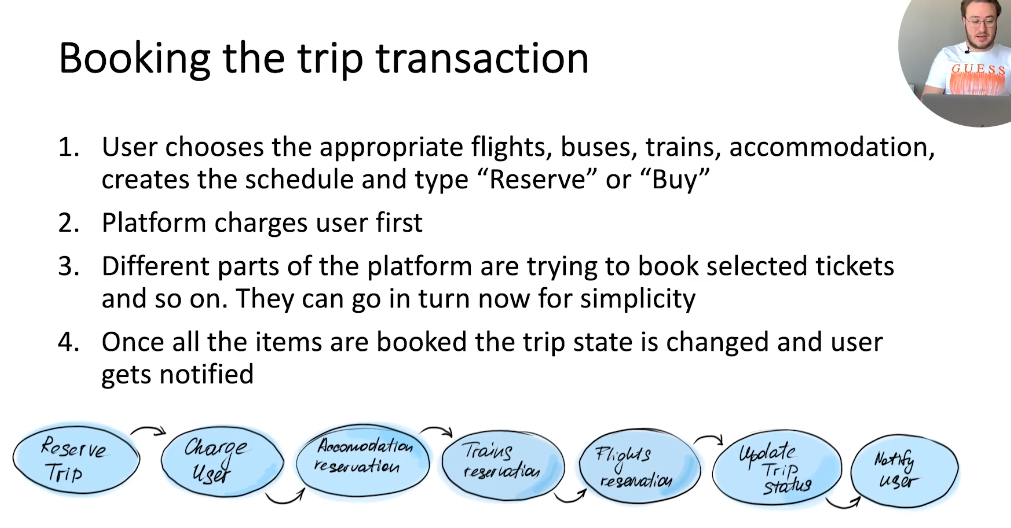 Booking the trip transaction
GUESS
1. User chooses the appropriate flights, buses, trains, accommodation,
creates the schedule and type “Reserve” or “Buy”
2. Platform charges user first
3. Different parts of the platform are trying to book selected tickets
and so on. They can go in turn now for simplicity
4. Once all the items are booked the trip state is changed and user
gets notified
Reserve
Trip
Charge
User
Accomodation
reservation
Trains
reservation
Flights
reservation
Update
Trip
status
Notify
user